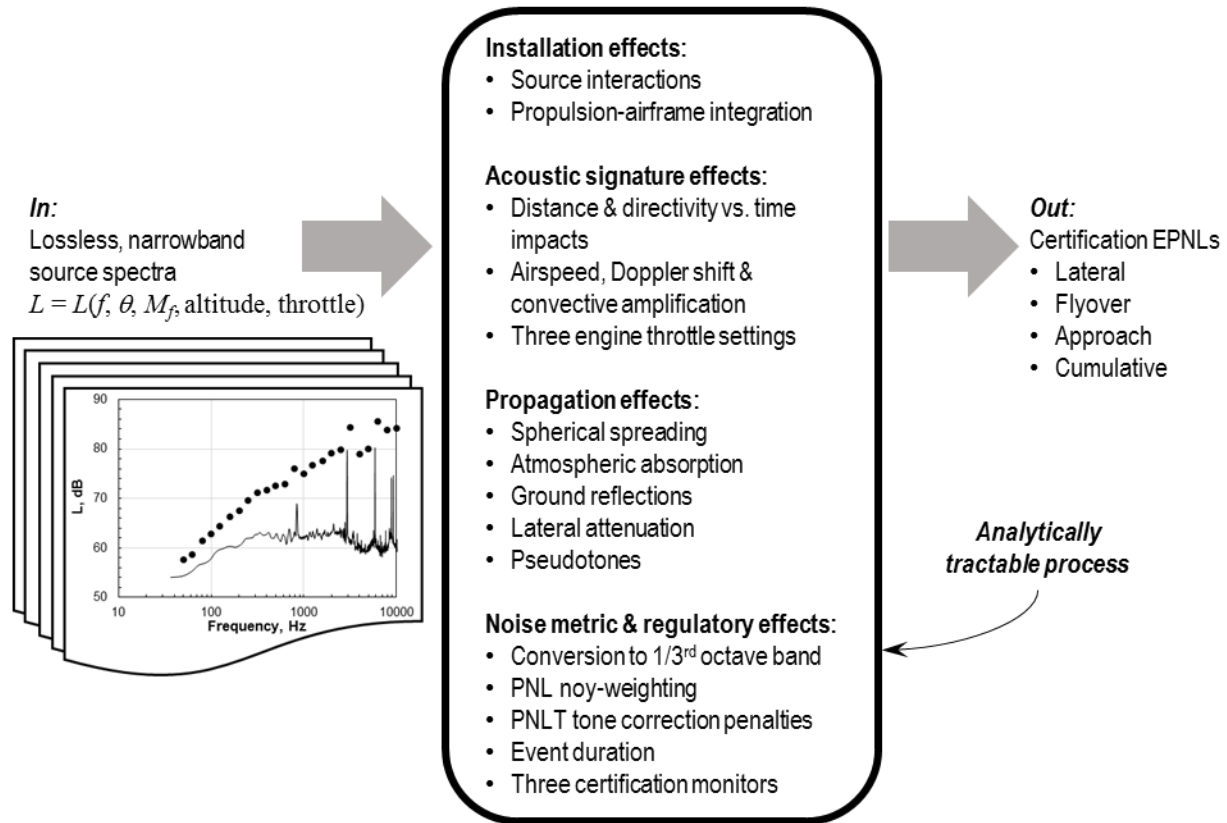 In:
Lossless, narrowband
source spectra
L = L(f, θ, M_f, altitude, throttle)
90
80
70
60
50
L, dB
10
100
1000
10000
Frequency, Hz
Installation effects:
• Source interactions
• Propulsion-airframe integration
Acoustic signature effects:
• Distance & directivity vs. time
impacts
• Airspeed, Doppler shift &
convective amplification
• Three engine throttle settings
Propagation effects:
• Spherical spreading
• Atmospheric absorption
• Ground reflections
• Lateral attenuation
• Pseudotones
Noise metric & regulatory effects:
• Conversion to 1/3rd octave band
• PNL noy-weighting
• PNLT tone correction penalties
• Event duration
• Three certification monitors
Out:
Certification EPNLs
• Lateral
• Flyover
• Approach
• Cumulative
Analytically
tractable process